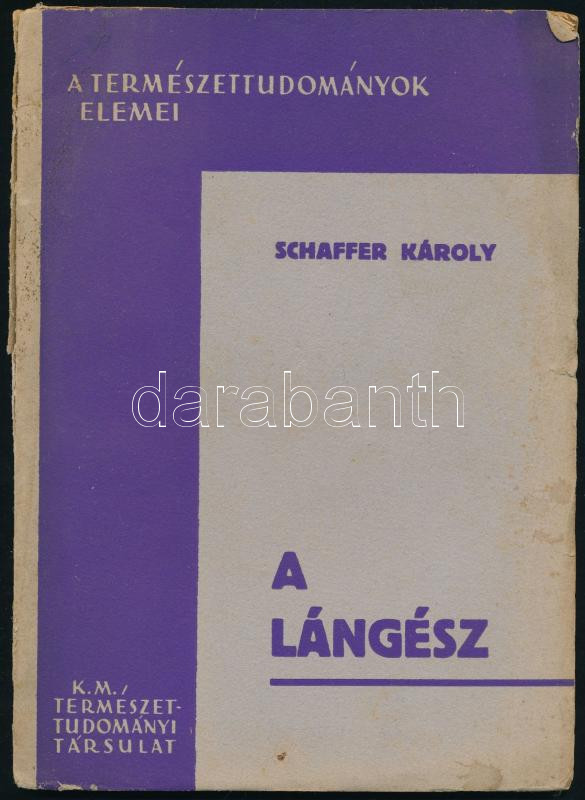 A TERMÉSZETTUDOMÁNYOK
ELEMEI
SCHAFFER KÁROLY
darabanth
A
LÁNGÉSZ
K.M.
TERMÉSZET-
TUDOMÁNYI
TÁRSULAT